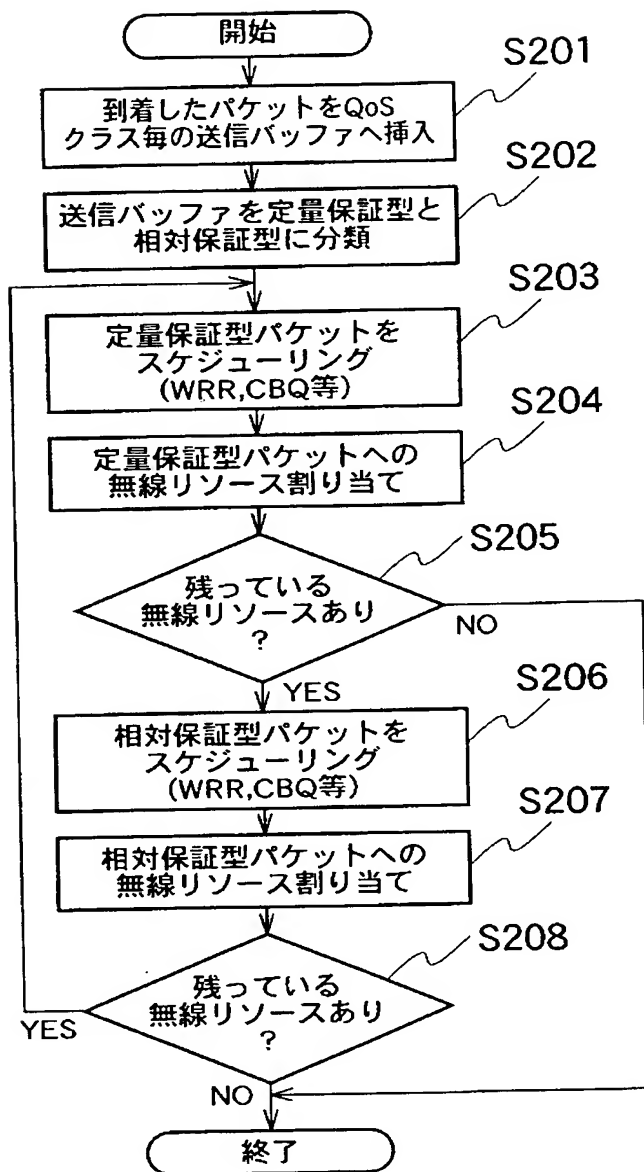 開始
S201
到着したパケットをQoS
クラス毎の送信バッファへ挿入
S202
送信バッファを定量保証型と
相対保証型に分類
S203
定量保証型パケットを
スケジューリング
(WRR,CBQ等)
S204
定量保証型パケットへの
無線リソース割り当て
S205
残っている
無線リソースあり
?
NO
YES
S206
相対保証型パケットを
スケジューリング
(WRR,CBQ等)
S207
相対保証型パケットへの
無線リソース割り当て
S208
残っている
無線リソースあり
?
YES
NO
終了